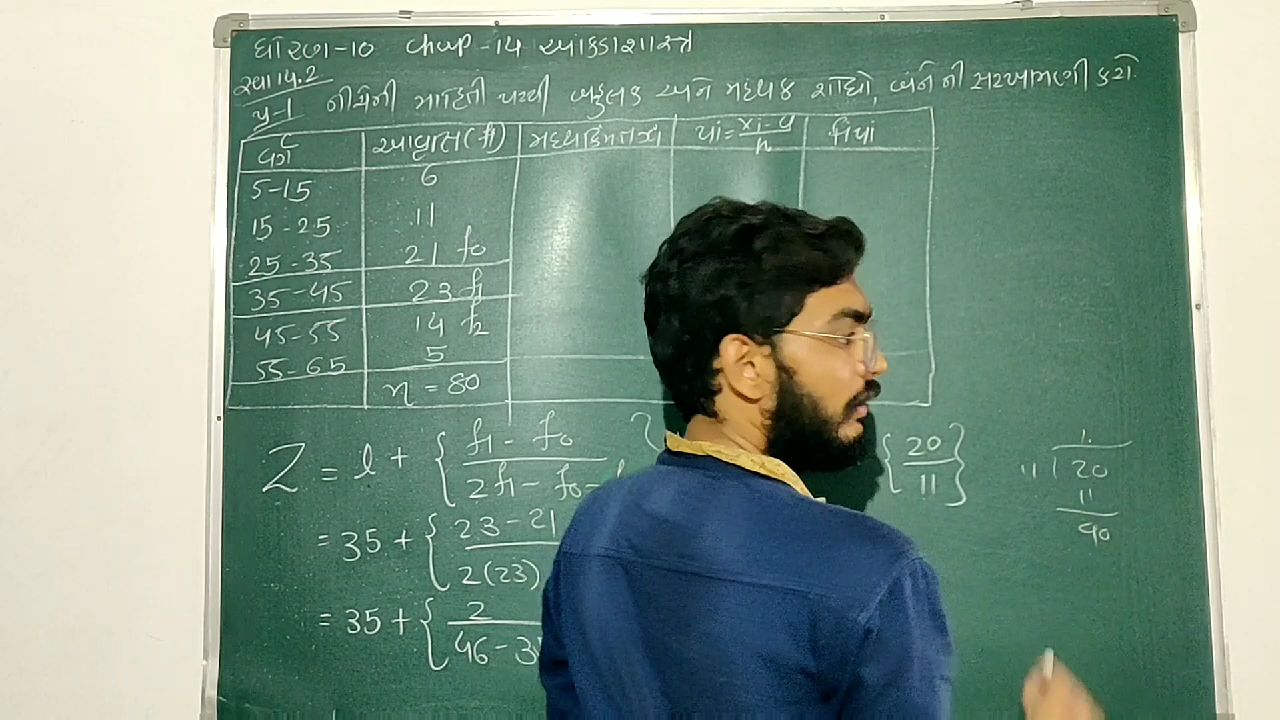 ધોરણ-10 Chap-14 આંકડાશાસ્ત્ર
સ્વા 14.2
પ્ર-1 નીચેની માહિતી પરથી બહુલક અને મધ્યક શોધો, બંને ની સરખામણી કરો.
વર્ગ આવૃત્તિ(fi) મધ્યકિંમત xi ui = xi - a / h fiui
5-15 6
15-25 11
25-35 21 f0
35-45 23 f1
45-55 14 f2
55-65 5
n = 80
Z = l + { f1 - f0 / 2f1 - f0 -
= 35 + { 23 - 21 / 2(23)
= 35 + { 2 / 46 - 3
{ 20 / 11 }
1.
11 | 20
11
90